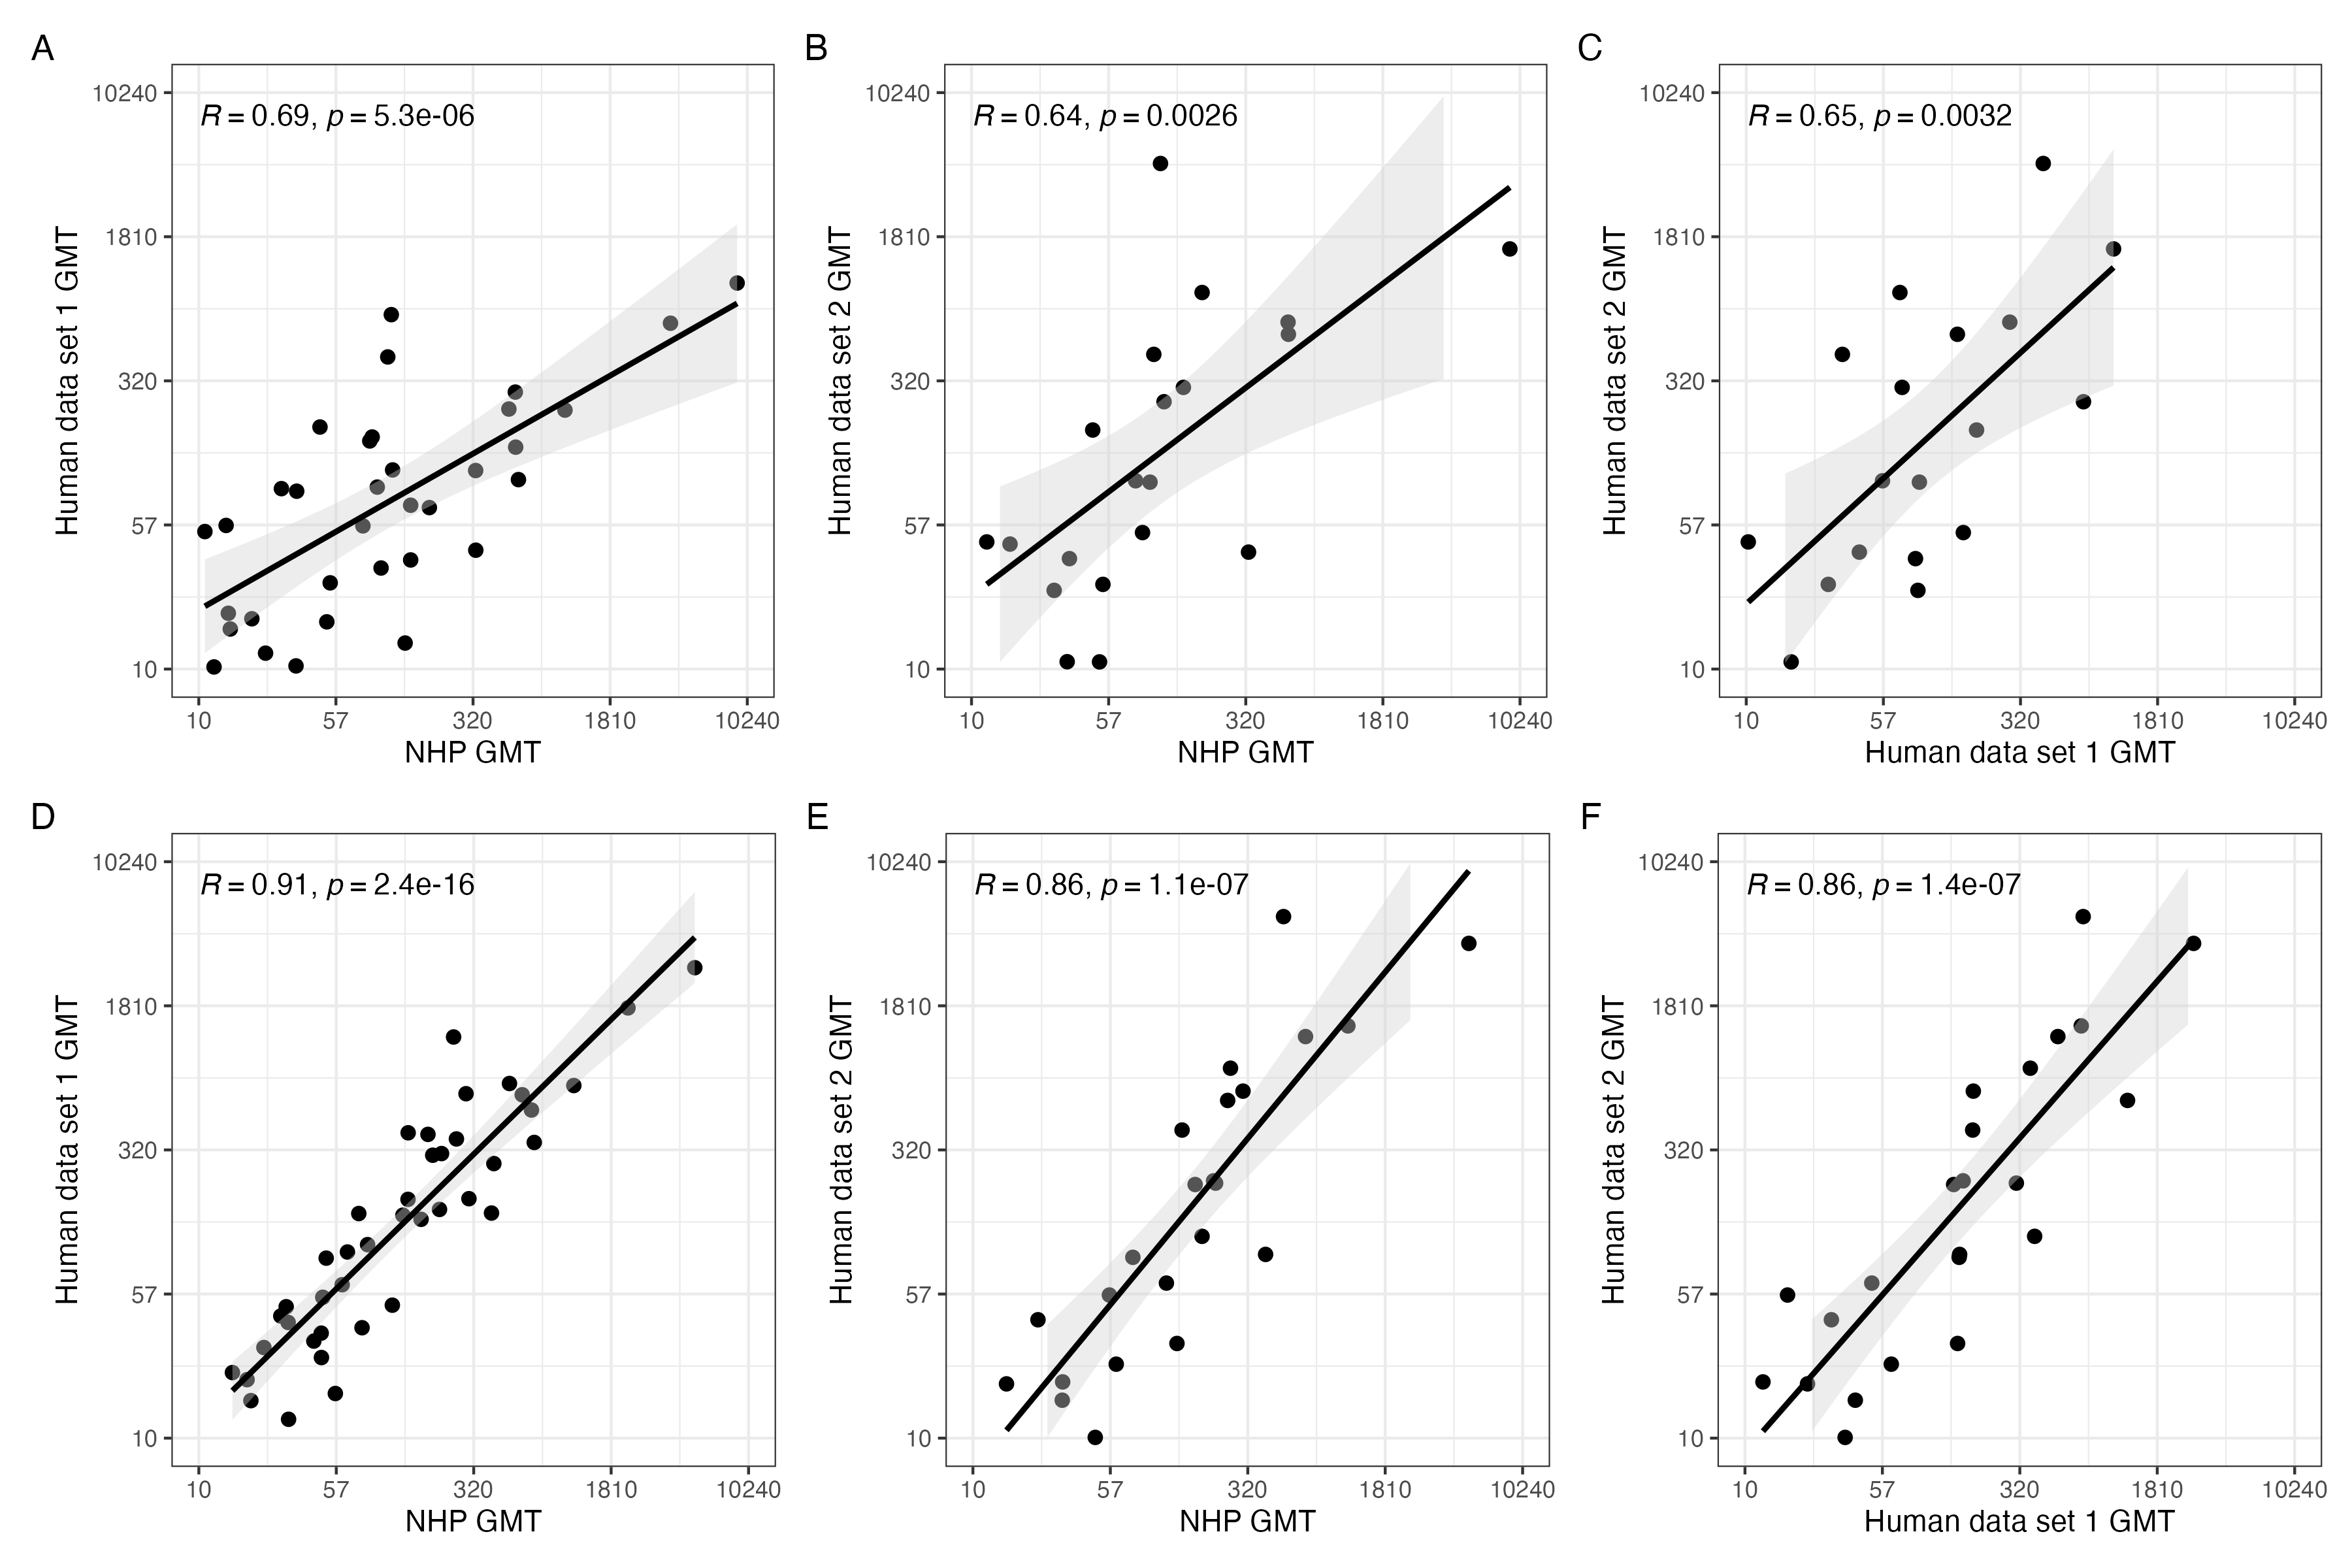 A
R = 0.69, p = 5.3e-06
Human data set 1 GMT
10240
1810
320
57
10
10 57 320 1810 10240
NHP GMT
B
R = 0.64, p = 0.0026
Human data set 2 GMT
10240
1810
320
57
10
10 57 320 1810 10240
NHP GMT
C
R = 0.65, p = 0.0032
Human data set 2 GMT
10240
1810
320
57
10
10 57 320 1810 10240
Human data set 1 GMT
D
R = 0.91, p = 2.4e-16
Human data set 1 GMT
10240
1810
320
57
10
10 57 320 1810 10240
NHP GMT
E
R = 0.86, p = 1.1e-07
Human data set 2 GMT
10240
1810
320
57
10
10 57 320 1810 10240
NHP GMT
F
R = 0.86, p = 1.4e-07
Human data set 2 GMT
10240
1810
320
57
10
10 57 320 1810 10240
Human data set 1 GMT